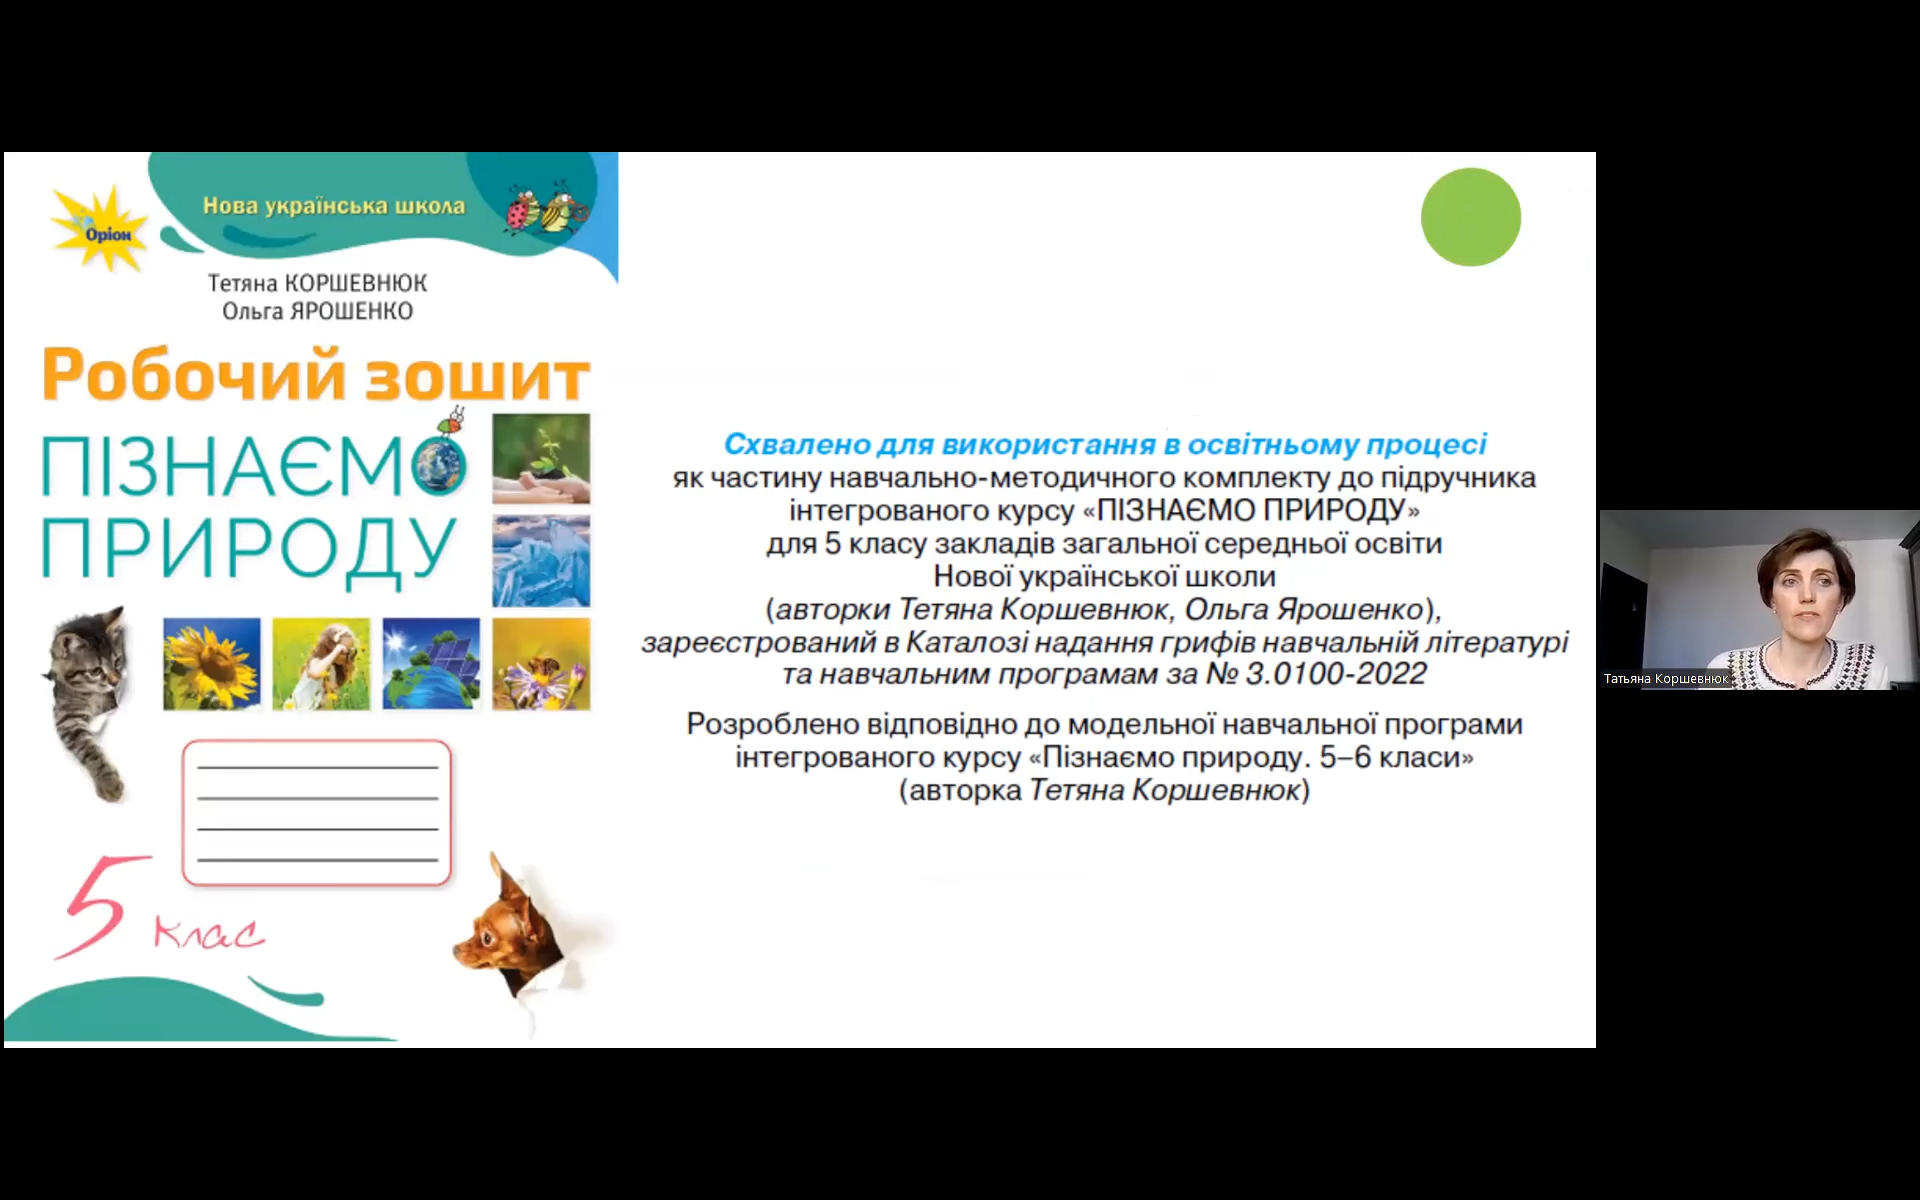 Нова українська школа
Оріон
Тетяна КОРШЕВНЮК
Ольга ЯРОШЕНКО
Робочий зошит
ПІЗНАЄМО
ПРИРОДУ
5 клас
Схвалено для використання в освітньому процесі
як частину навчально-методичного комплекту до підручника
інтегрованого курсу «ПІЗНАЄМО ПРИРОДУ»
для 5 класу закладів загальної середньої освіти
Нової української школи
(авторки Тетяна Коршевнюк, Ольга Ярошенко),
зареєстрований в Каталозі надання грифів навчальній літературі
та навчальним програмам за № 3.0100-2022
Розроблено відповідно до модельної навчальної програми
інтегрованого курсу «Пізнаємо природу. 5–6 класи»
(авторка Тетяна Коршевнюк)
Татьяна Коршевнюк